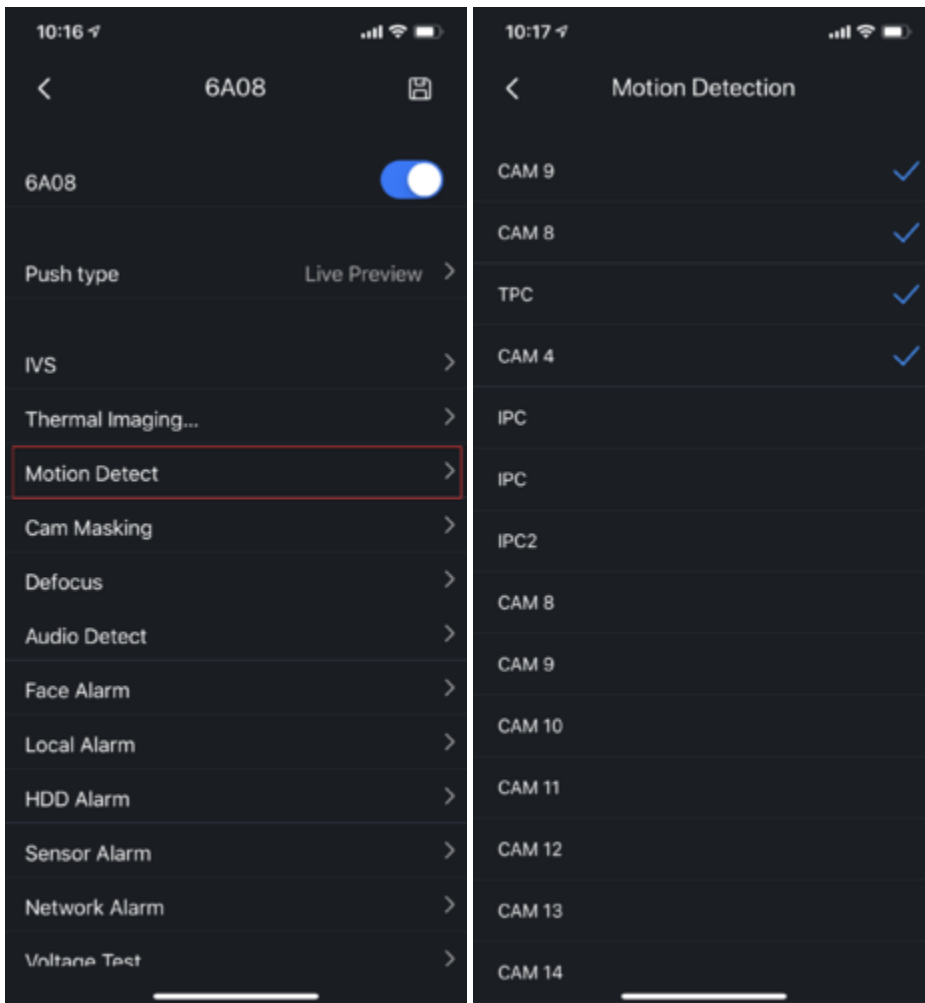 10:16
6A08
6A08
Push type Live Preview
IVS
Thermal Imaging...
Motion Detect
Cam Masking
Defocus
Audio Detect
Face Alarm
Local Alarm
HDD Alarm
Sensor Alarm
Network Alarm
Voltage Test
10:17
Motion Detection
CAM 9
CAM 8
TPC
CAM 4
IPC
IPC
IPC2
CAM 8
CAM 9
CAM 10
CAM 11
CAM 12
CAM 13
CAM 14